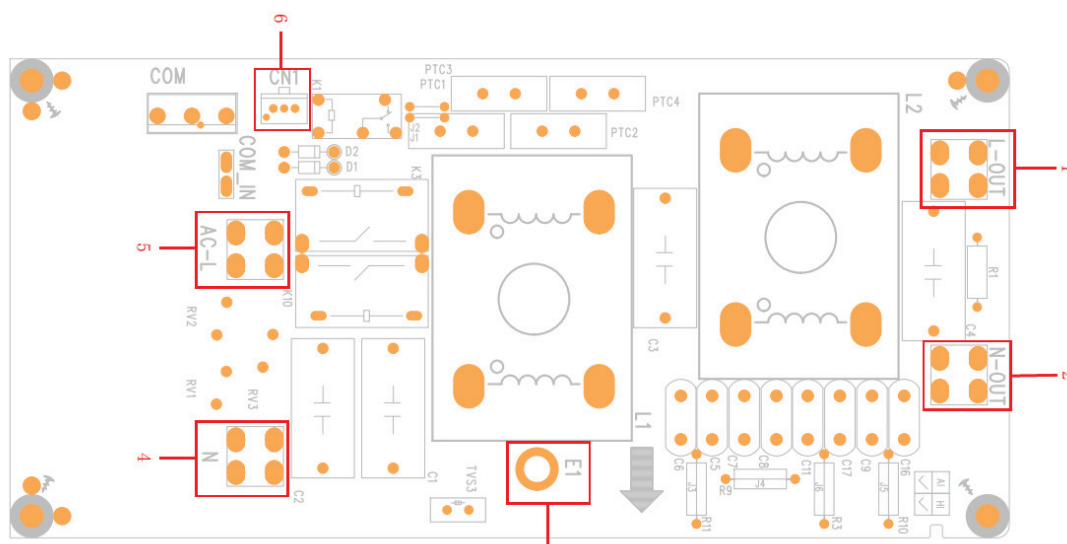 6
COM
CN1
K1
PTC3
PTC1
PTC4
PTC2
J2
J1
L2
COM_IN
D2
D1
K3
L-OUT
1
5
AC-L
K10
RV2
R1
C3
C4
N-OUT
2
RV1
RV3
4
N
C2
C1
TVS3
L1
E1
C6
C5
C7
C8
C11
C17
C9
C16
J3
R9
J4
J6
J5
R11
R3
R10
AI
HI